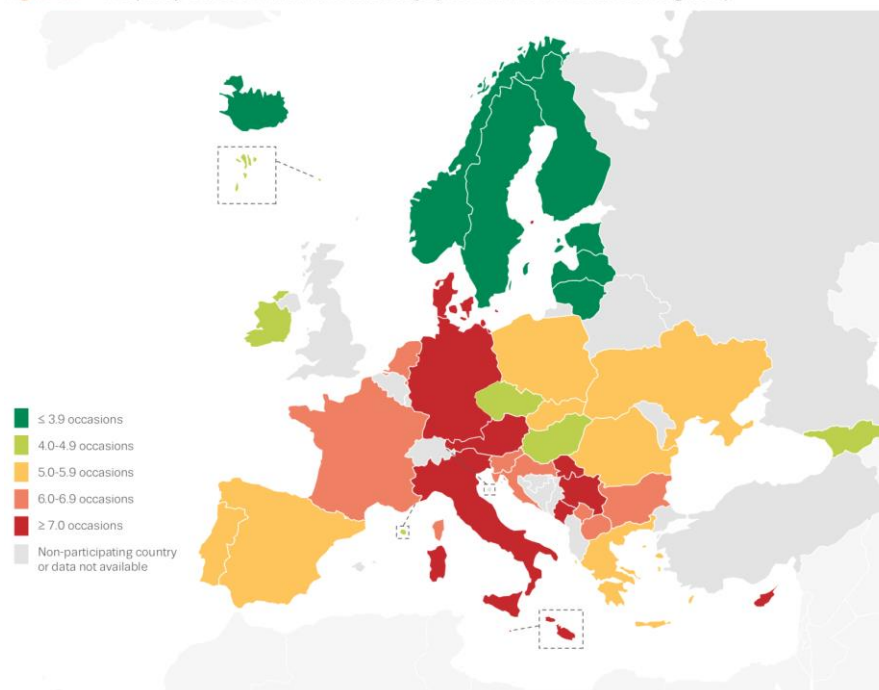 ≤ 3.9 occasions
4.0-4.9 occasions
5.0-5.9 occasions
6.0-6.9 occasions
≥ 7.0 occasions
Non-participating country
or data not available